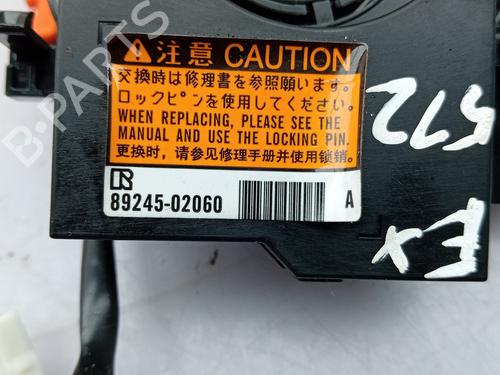 注意 CAUTION
交換時は修理書を参照願います。
ロックピンを使用してください。
WHEN REPLACING, PLEASE SEE THE
MANUAL AND USE THE LOCKING PIN.
更换时，请参见修理手册并使用锁销。
89245-02060 A
572
Ex
B-PARTS